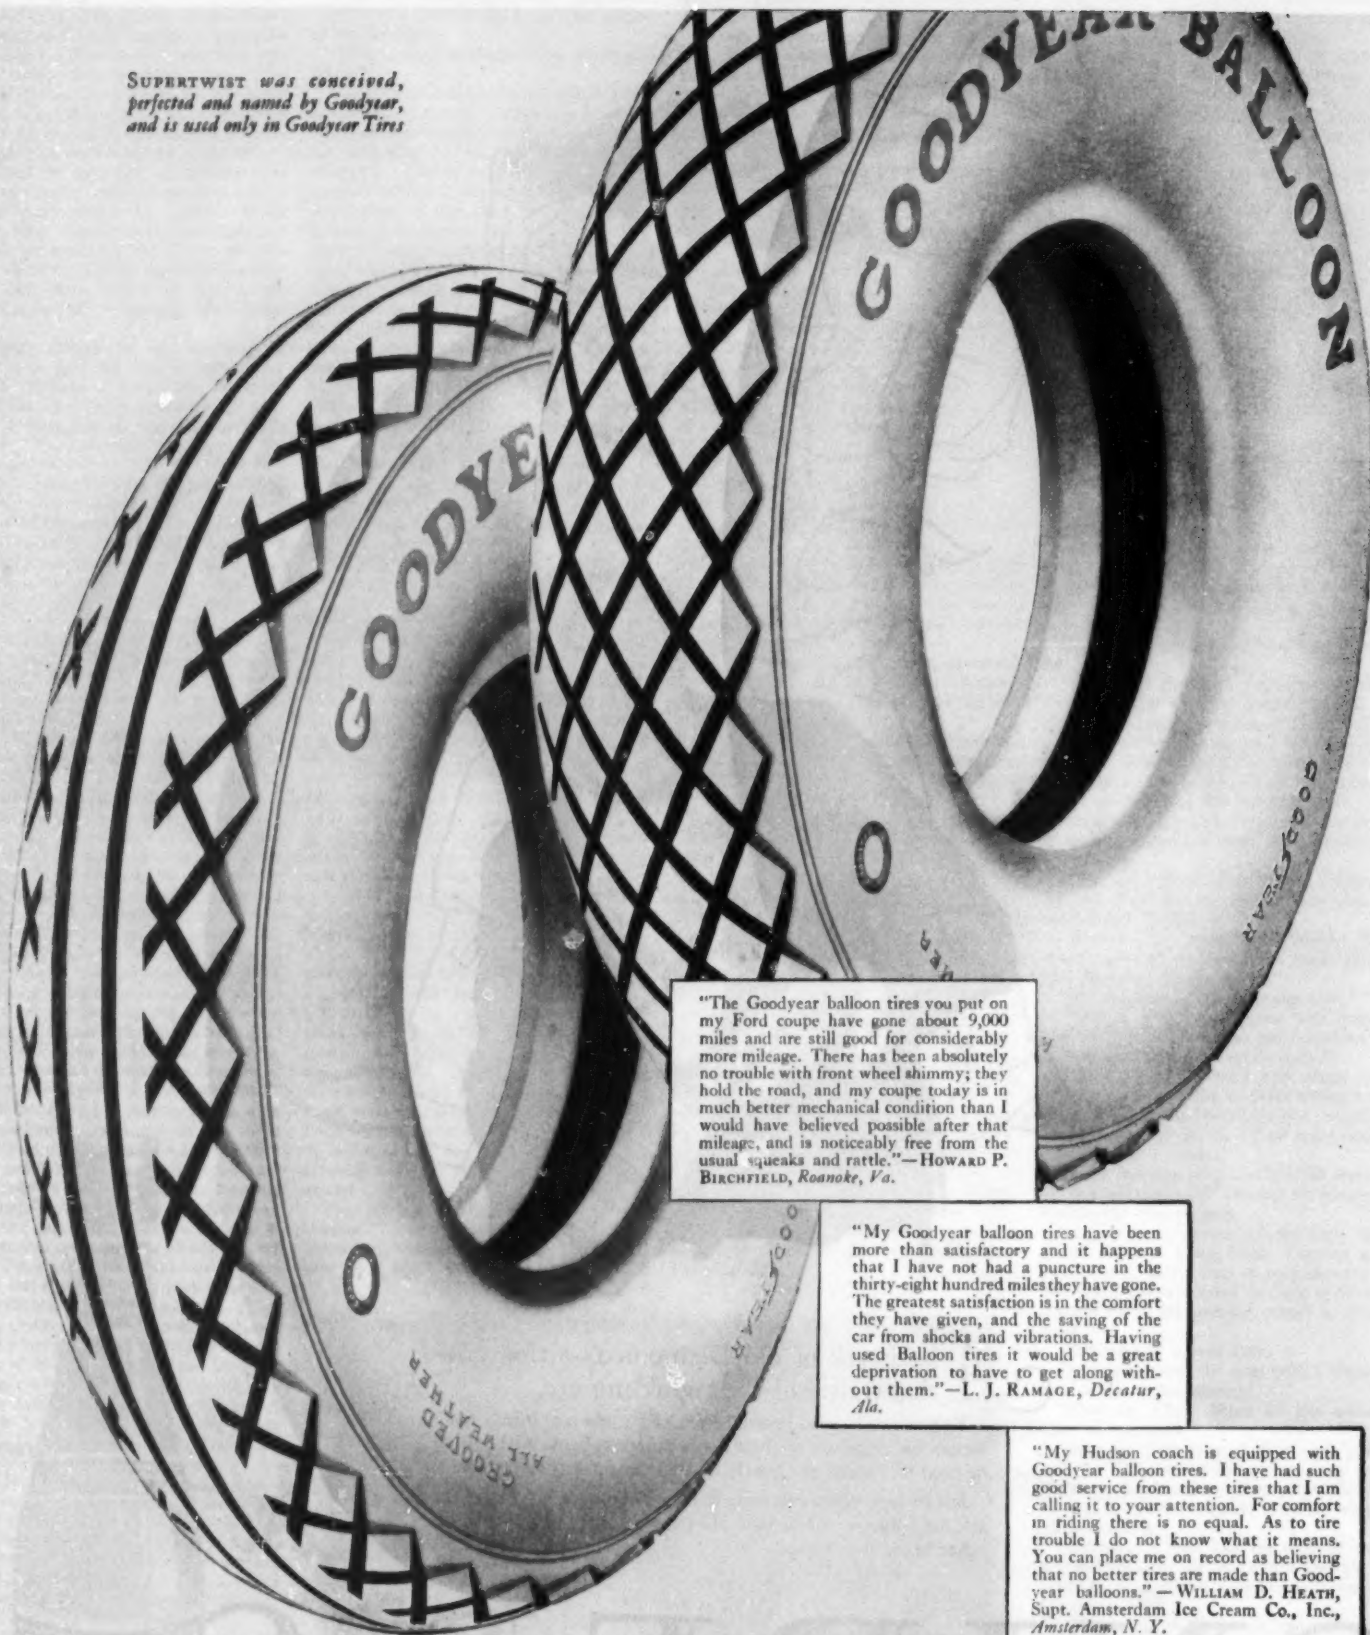 SUPERTWIST was conceived,
perfected and named by Goodyear,
and is used only in Goodyear Tires
GOODYEAR BALLOON
GOODYE
GOODYEAR
"The Goodyear balloon tires you put on
my Ford coupe have gone about 9,000
miles and are still good for considerably
more mileage. There has been absolutely
no trouble with front wheel shimmy; they
hold the road, and my coupe today is in
much better mechanical condition than I
would have believed possible after that
mileage, and is noticeably free from the
usual squeaks and rattle."—HOWARD P.
BIRCHFIELD, Roanoke, Va.
"My Goodyear balloon tires have been
more than satisfactory and it happens
that I have not had a puncture in the
thirty-eight hundred miles they have gone.
The greatest satisfaction is in the comfort
they have given, and the saving of the
car from shocks and vibrations. Having
used Balloon tires it would be a great
deprivation to have to get along with-
out them."—L. J. RAMAGE, Decatur,
Ala.
OODYEAR
GROOVED
ALL WEATHER
"My Hudson coach is equipped with
Goodyear balloon tires. I have had such
good service from these tires that I am
calling it to your attention. For comfort
in riding there is no equal. As to tire
trouble I do not know what it means.
You can place me on record as believing
that no better tires are made than Good-
year balloons."—WILLIAM D. HEATH,
Supt. Amsterdam Ice Cream Co., Inc.,
Amsterdam, N. Y.